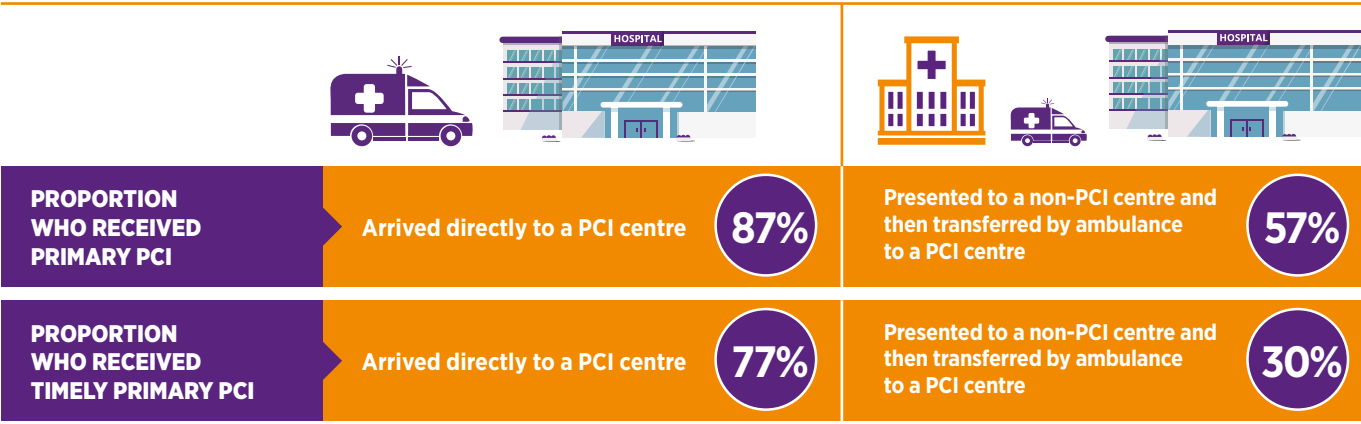 HOSPITAL
HOSPITAL
PROPORTION
WHO RECEIVED
PRIMARY PCI
Arrived directly to a PCI centre
87%
Presented to a non-PCI centre and
then transferred by ambulance
to a PCI centre
57%
PROPORTION
WHO RECEIVED
TIMELY PRIMARY PCI
Arrived directly to a PCI centre
77%
Presented to a non-PCI centre and
then transferred by ambulance
to a PCI centre
30%